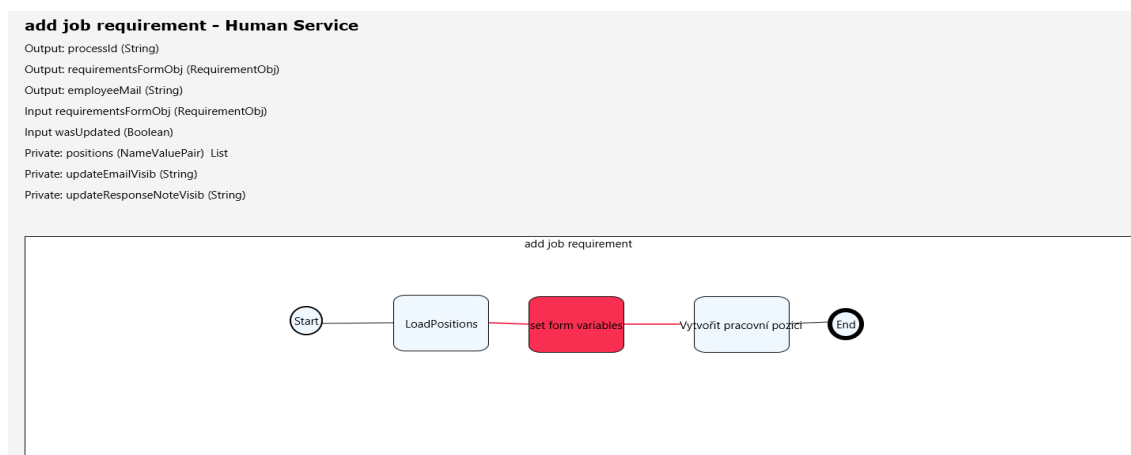 add job requirement - Human Service
Output: processId (String)
Output: requirementsFormObj (RequirementObj)
Output: employeeMail (String)
Input requirementsFormObj (RequirementObj)
Input wasUpdated (Boolean)
Private: positions (NameValuePair)  List
Private: updateEmailVisib (String)
Private: updateResponseNoteVisib (String)
add job requirement
Start
LoadPositions
set form variables
Vytvořit pracovní pozici
End